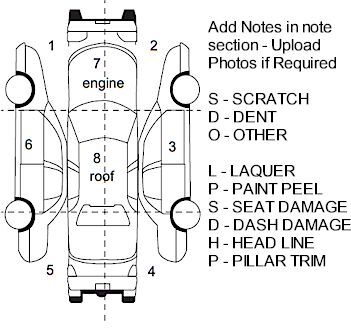 Add Notes in note
section - Upload
Photos if Required
S - SCRATCH
D - DENT
O - OTHER
L - LAQUER
P - PAINT PEEL
S - SEAT DAMAGE
D - DASH DAMAGE
H - HEAD LINE
P - PILLAR TRIM
1
2
7
engine
6
3
8
roof
5
4